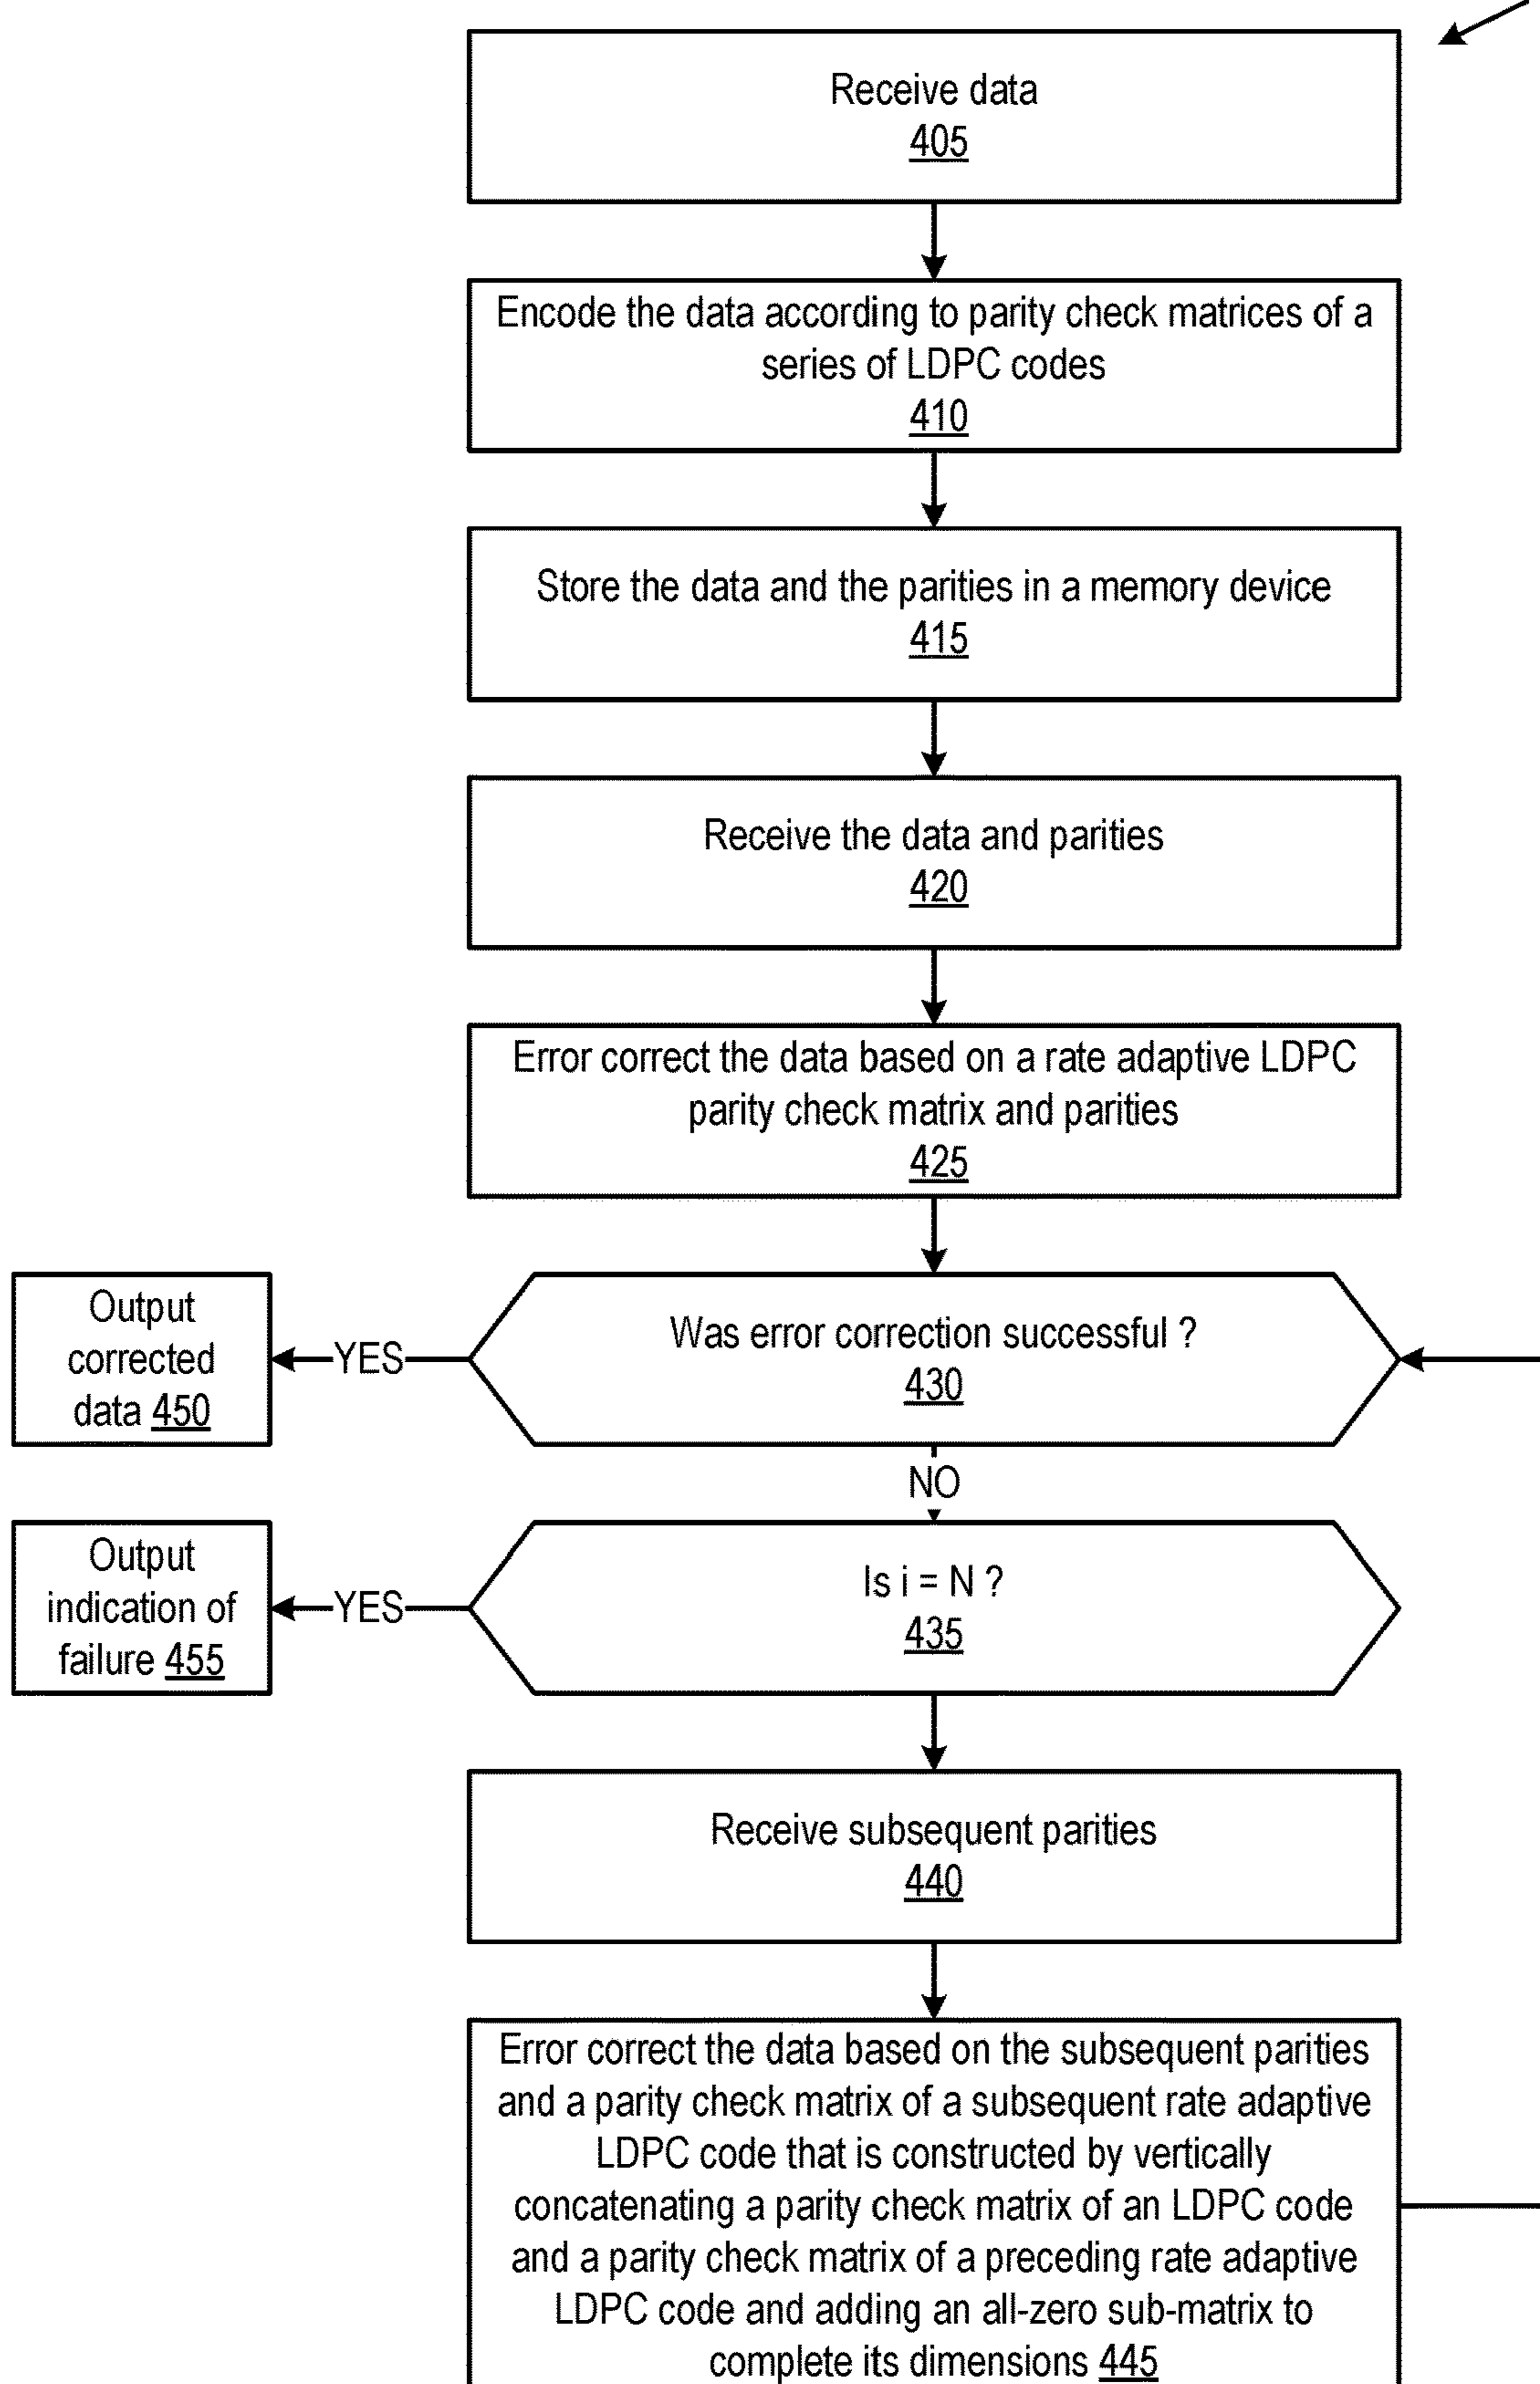 Receive data
405
Encode the data according to parity check matrices of a
series of LDPC codes
410
Store the data and the parities in a memory device
415
Receive the data and parities
420
Error correct the data based on a rate adaptive LDPC
parity check matrix and parities
425
Was error correction successful ?
430
YES
Output
corrected
data 450
NO
Is i = N ?
435
YES
Output
indication of
failure 455
Receive subsequent parities
440
Error correct the data based on the subsequent parities
and a parity check matrix of a subsequent rate adaptive
LDPC code that is constructed by vertically
concatenating a parity check matrix of an LDPC code
and a parity check matrix of a preceding rate adaptive
LDPC code and adding an all-zero sub-matrix to
complete its dimensions 445